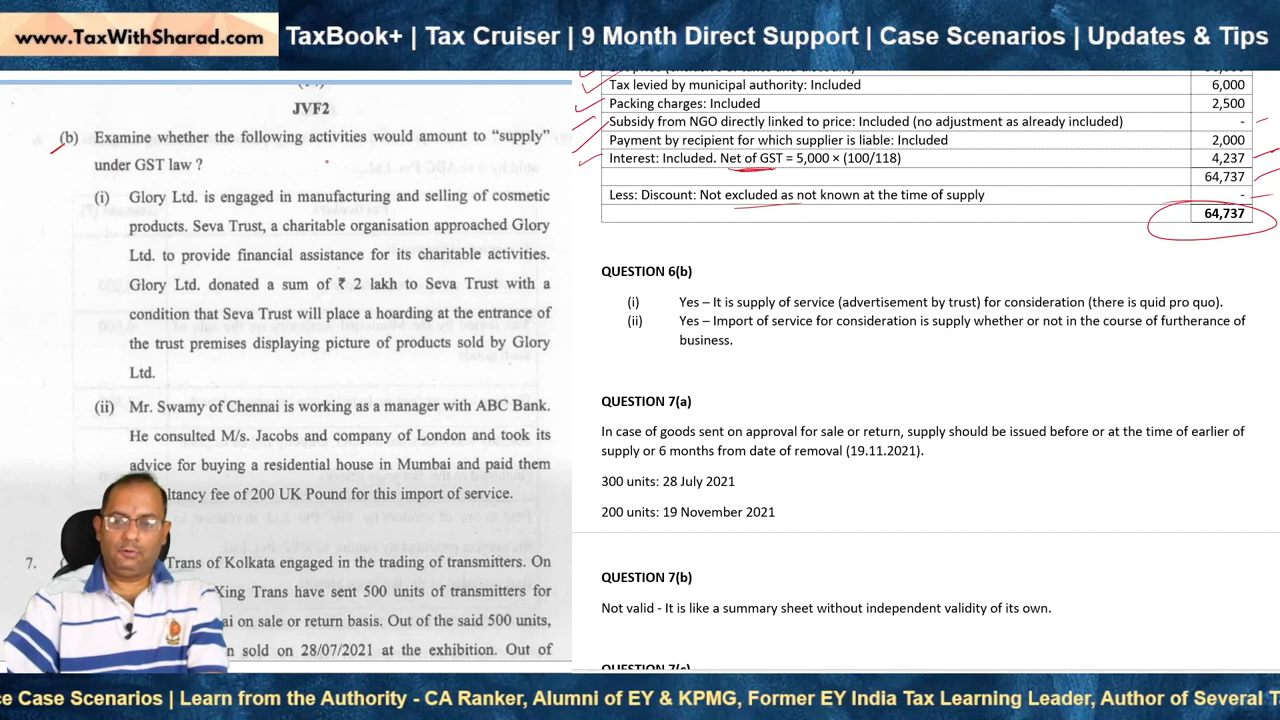 www.TaxWithSharad.com
TaxBook+ | Tax Cruiser | 9 Month Direct Support | Case Scenarios | Updates & Tips
JVF2
(b) Examine whether the following activities would amount to “supply”
under GST law ?
(i) Glory Ltd. is engaged in manufacturing and selling of cosmetic
products. Seva Trust, a charitable organisation approached Glory
Ltd. to provide financial assistance for its charitable activities.
Glory Ltd. donated a sum of ₹ 2 lakh to Seva Trust with a
condition that Seva Trust will place a hoarding at the entrance of
the trust premises displaying picture of products sold by Glory
Ltd.
(ii) Mr. Swamy of Chennai is working as a manager with ABC Bank.
He consulted M/s. Jacobs and company of London and took its
advice for buying a residential house in Mumbai and paid them
ltancy fee of 200 UK Pound for this import of service.
7.
Trans of Kolkata engaged in the trading of transmitters. On
King Trans have sent 500 units of transmitters for
ai on sale or return basis. Out of the said 500 units,
n sold on 28/07/2021 at the exhibition. Out of
Tax levied by municipal authority: Included 6,000
Packing charges: Included 2,500
Subsidy from NGO directly linked to price: Included (no adjustment as already included) -
Payment by recipient for which supplier is liable: Included 2,000
Interest: Included. Net of GST = 5,000 × (100/118) 4,237
64,737
Less: Discount: Not excluded as not known at the time of supply -
64,737
QUESTION 6(b)
(i) Yes – It is supply of service (advertisement by trust) for consideration (there is quid pro quo).
(ii) Yes – Import of service for consideration is supply whether or not in the course of furtherance of
business.
QUESTION 7(a)
In case of goods sent on approval for sale or return, supply should be issued before or at the time of earlier of
supply or 6 months from date of removal (19.11.2021).
300 units: 28 July 2021
200 units: 19 November 2021
QUESTION 7(b)
Not valid - It is like a summary sheet without independent validity of its own.
QUESTION 7(c)
ce Case Scenarios | Learn from the Authority - CA Ranker, Alumni of EY & KPMG, Former EY India Tax Learning Leader, Author of Several T